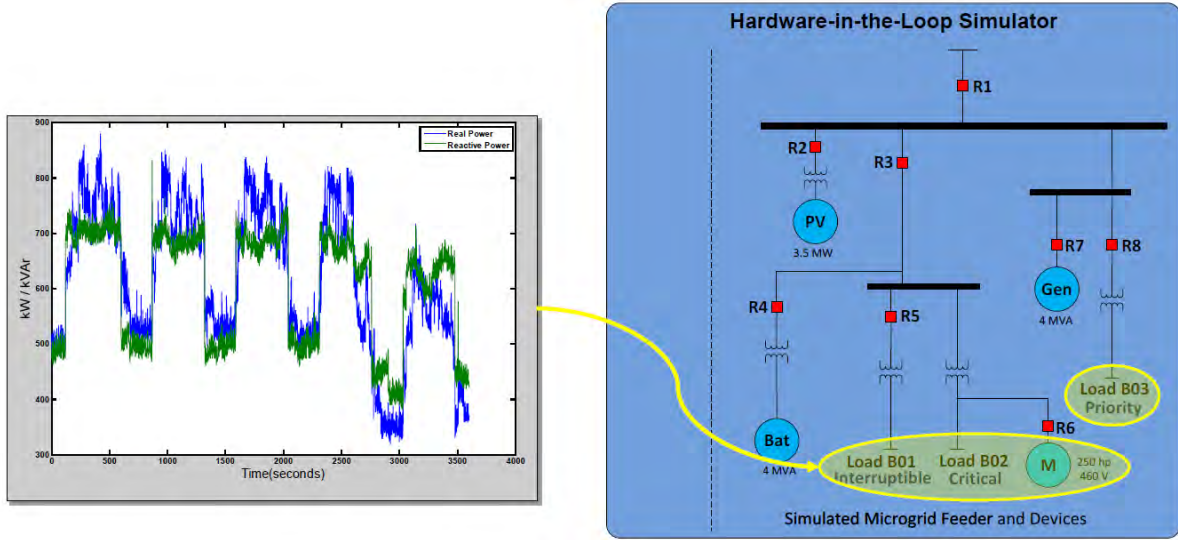 Hardware-in-the-Loop Simulator
900
800
700
600
500
400
300
kW / kVAr
Real Power
Reactive Power
0
500
1000
1500
2000
2500
3000
3500
4000
Time(seconds)
R1
R2
R3
PV
3.5 MW
R7
R8
Gen
4 MVA
R4
R5
Load B03
Priority
R6
Bat
4 MVA
Load B01
Interruptible
Load B02
Critical
M
250 hp
460 V
Simulated Microgrid Feeder and Devices